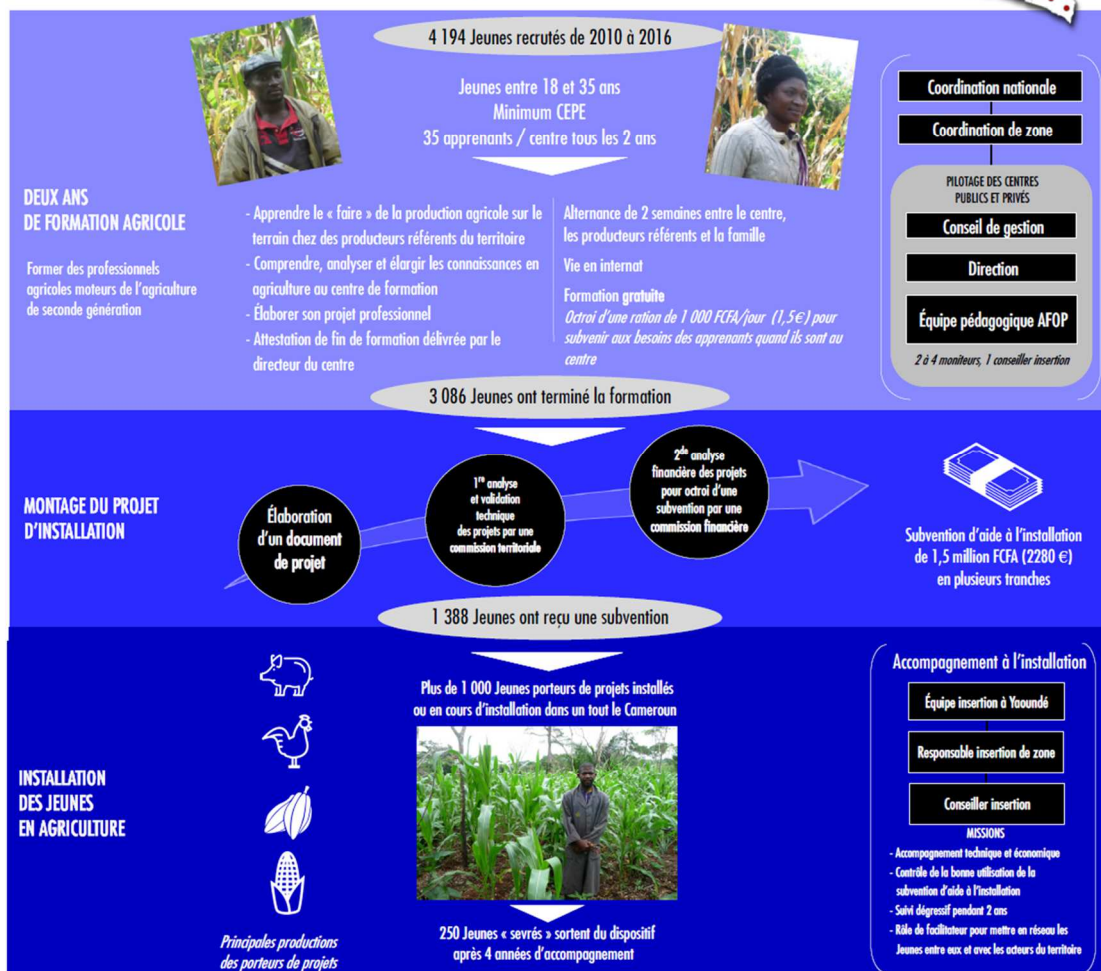 4 194 Jeunes recrutés de 2010 à 2016
Jeunes entre 18 et 35 ans
Minimum CEPE
35 apprenants / centre tous les 2 ans
DEUX ANS
DE FORMATION AGRICOLE
Former des professionnels
agricoles moteurs de l'agriculture
de seconde génération
- Apprendre le « faire » de la production agricole sur le
terrain chez des producteurs référents du territoire
- Comprendre, analyser et élargir les connaissances en
agriculture au centre de formation
- Élaborer son projet professionnel
- Attestation de fin de formation délivrée par le
directeur du centre
Alternance de 2 semaines entre le centre,
les producteurs référents et la famille
Vie en internat
Formation gratuite
Octroi d'une ration de 1 000 FCFA/jour (1,5€) pour
subvenir aux besoins des apprenants quand ils sont au
centre
Coordination nationale
Coordination de zone
PILOTAGE DES CENTRES
PUBLICS ET PRIVÉS
Conseil de gestion
Direction
Équipe pédagogique AFOP
2 à 4 moniteurs, 1 conseiller insertion
3 086 Jeunes ont terminé la formation
MONTAGE DU PROJET
D'INSTALLATION
Élaboration
d'un document
de projet
1re analyse
et validation
technique
des projets par une
commission territoriale
2de analyse
financière des projets
pour octroi d'une
subvention par une
commission financière
Subvention d'aide à l'installation
de 1,5 million FCFA (2280 €)
en plusieurs tranches
1 388 Jeunes ont reçu une subvention
INSTALLATION
DES JEUNES
EN AGRICULTURE
Principales productions
des porteurs de projets
Plus de 1 000 Jeunes porteurs de projets installés
ou en cours d'installation dans un tout le Cameroun
250 Jeunes « sevrés » sortent du dispositif
après 4 années d'accompagnement
Accompagnement à l'installation
Équipe insertion à Yaoundé
Responsable insertion de zone
Conseiller insertion
MISSIONS
- Accompagnement technique et économique
- Contrôle de la bonne utilisation de la
subvention d'aide à l'installation
- Suivi dégressif pendant 2 ans
- Rôle de facilitateur pour mettre en réseau les
Jeunes entre eux et avec les acteurs du territoire